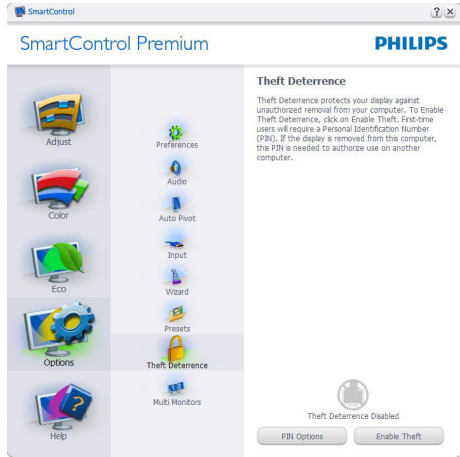 SmartControl
SmartControl Premium
PHILIPS
Adjust
Color
Eco
Options
Help
Preferences
Audio
Auto Pivot
Input
Wizard
Presets
Theft Deterrence
Multi Monitors
Theft Deterrence
Theft Deterrence protects your display against
unauthorized removal from your computer. To Enable
Theft Deterrence, click on Enable Theft. First-time
users will require a Personal Identification Number
(PIN). If the display is removed from this computer,
this PIN is needed to authorize use on another
computer.
Theft Deterrence Disabled
PIN Options
Enable Theft